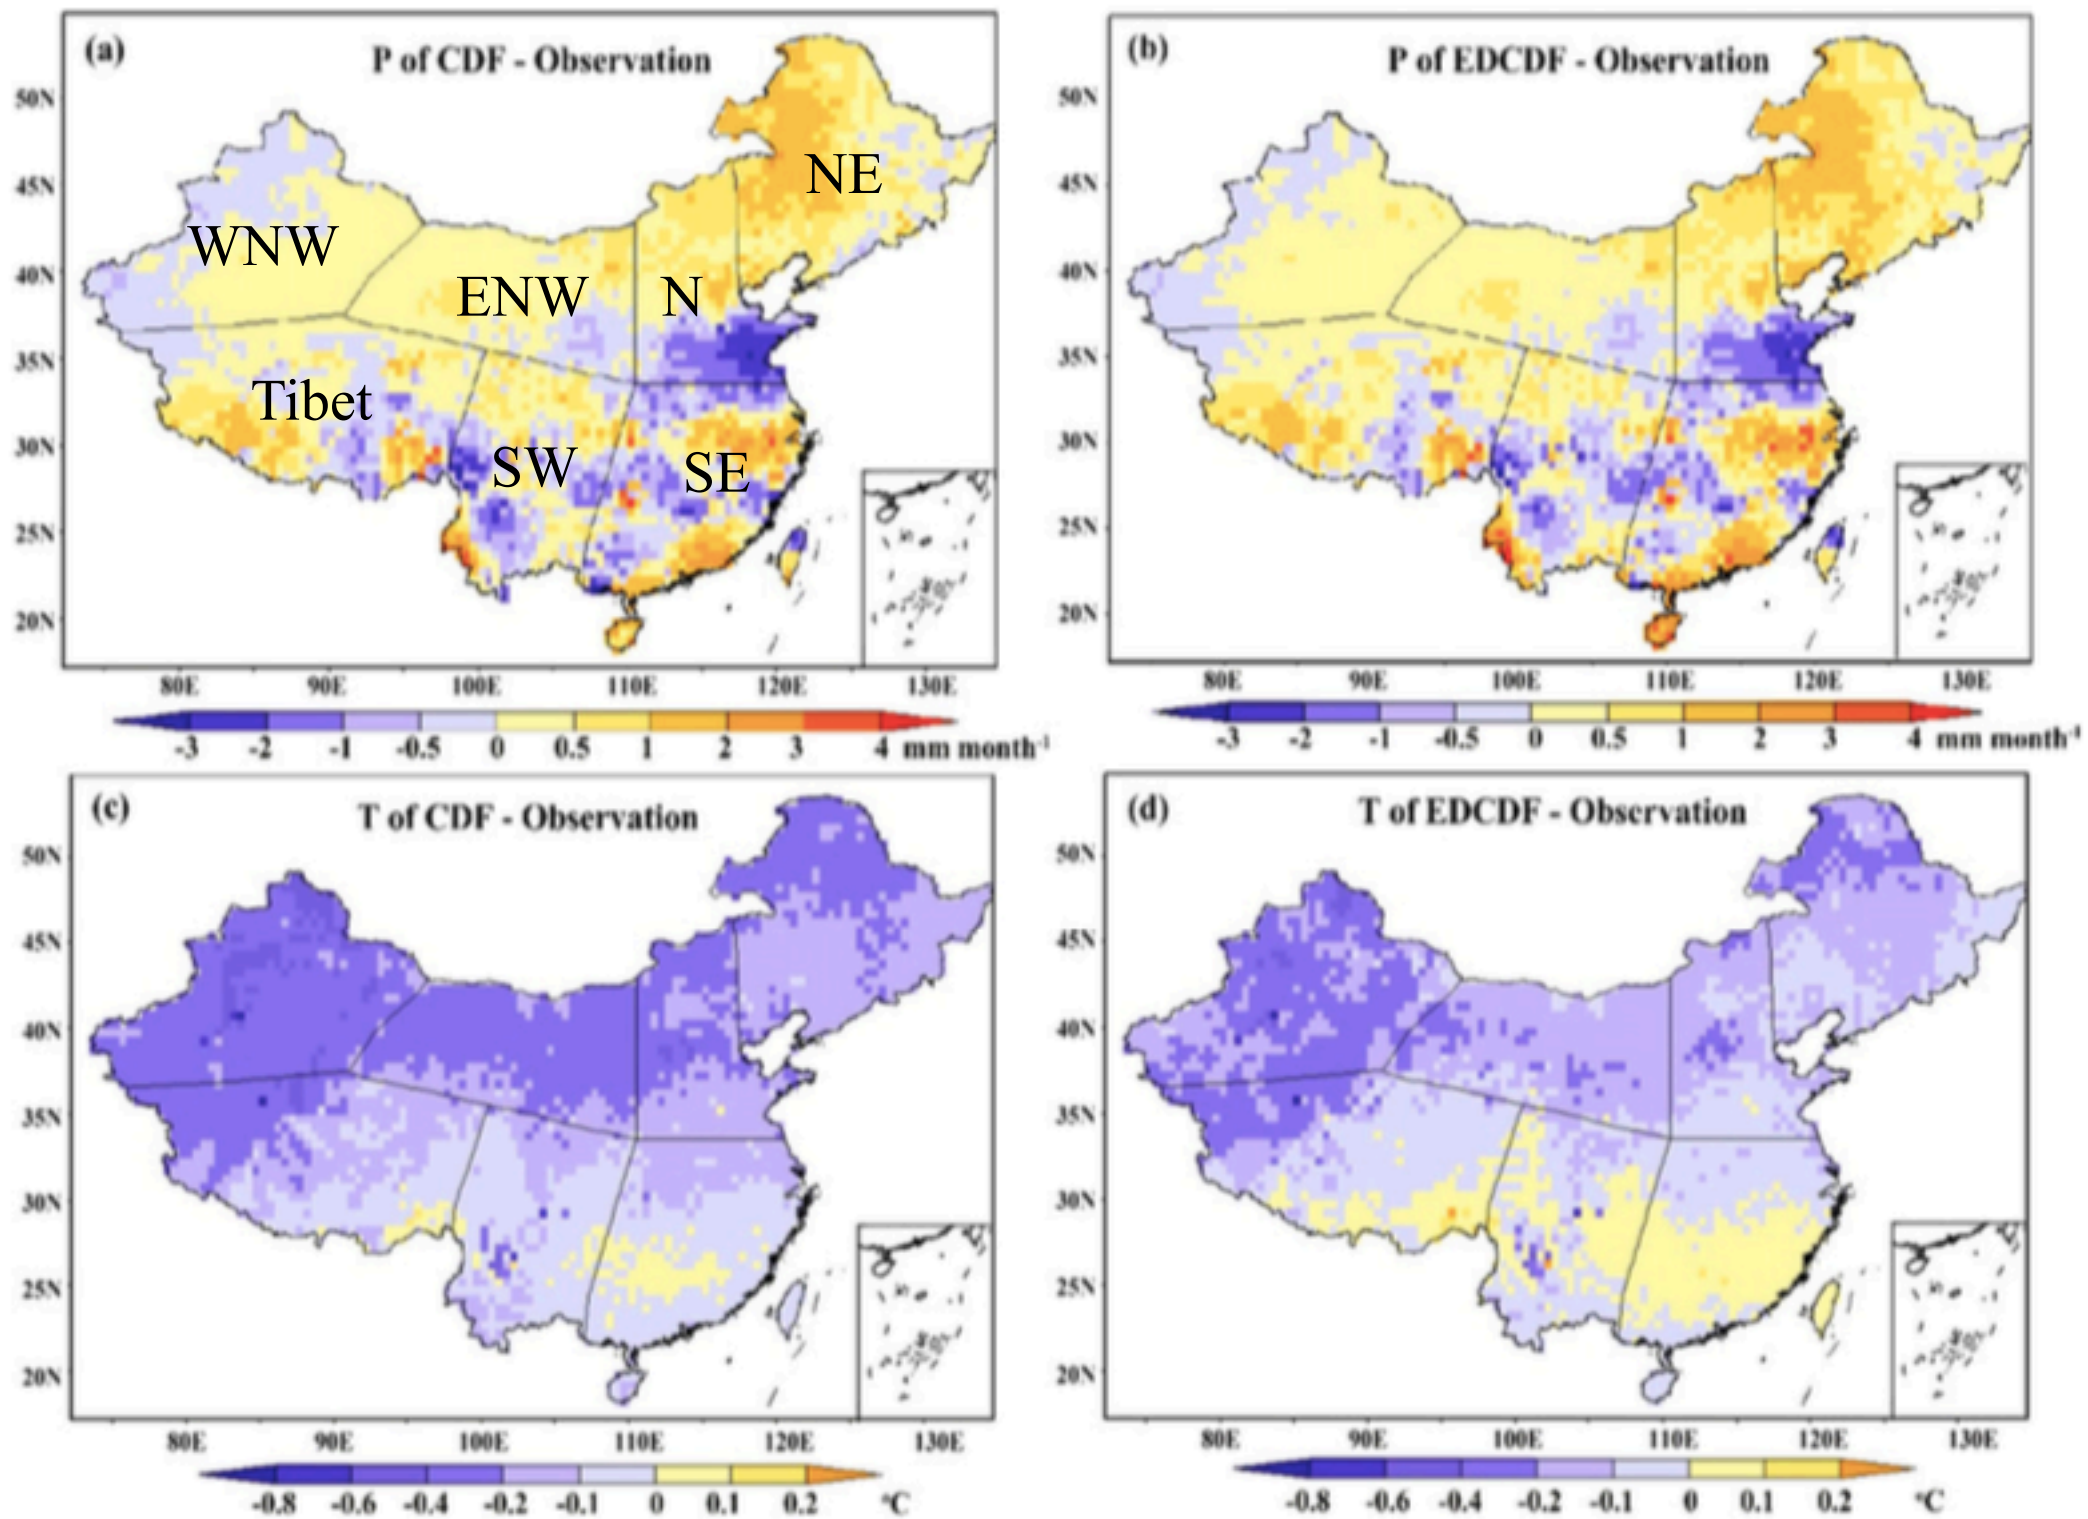 (a) P of CDF - Observation
50N
45N
40N
35N
30N
25N
20N
NE
WNW
ENW
N
Tibet
SW
SE
80E 90E 100E 110E 120E 130E
-3 -2 -1 -0.5 0 0.5 1 2 3 4 mm month⁻¹
(b) P of EDCDF - Observation
50N
45N
40N
35N
30N
25N
20N
80E 90E 100E 110E 120E 130E
-3 -2 -1 -0.5 0 0.5 1 2 3 4 mm month⁻¹
(c) T of CDF - Observation
50N
45N
40N
35N
30N
25N
20N
80E 90E 100E 110E 120E 130E
-0.8 -0.6 -0.4 -0.2 -0.1 0 0.1 0.2 °C
(d) T of EDCDF - Observation
50N
45N
40N
35N
30N
25N
20N
80E 90E 100E 110E 120E 130E
-0.8 -0.6 -0.4 -0.2 -0.1 0 0.1 0.2 °C